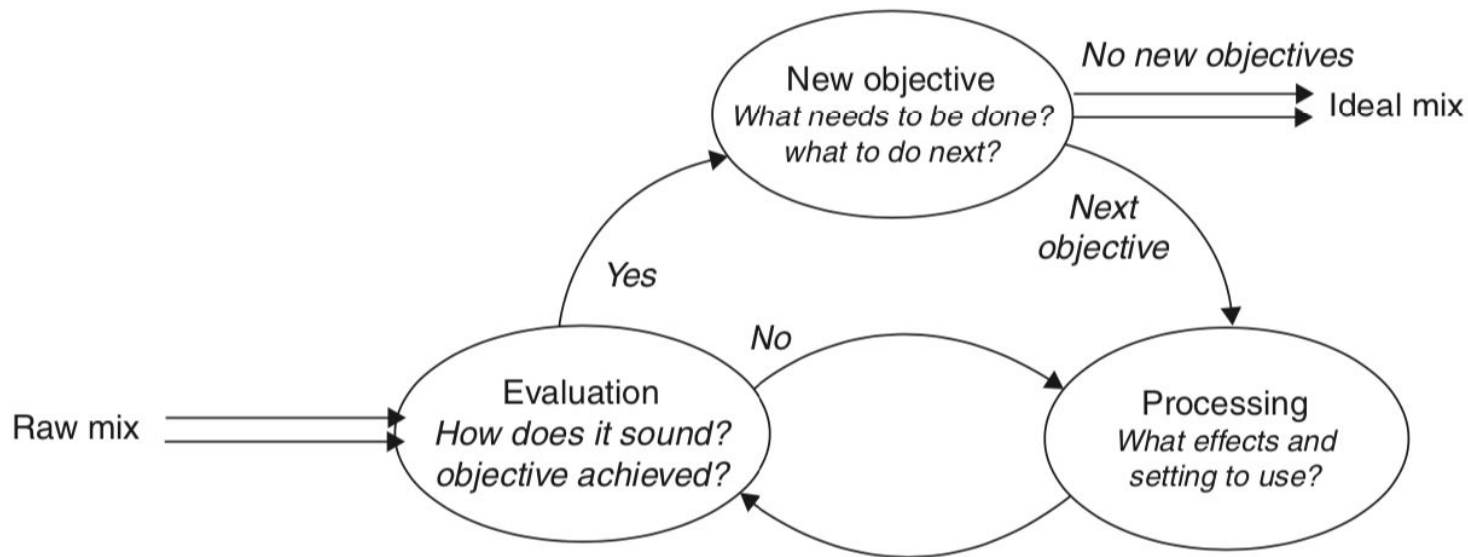 No new objectives
New objective
What needs to be done?
what to do next?
Ideal mix
Next
objective
Yes
No
Raw mix
Evaluation
How does it sound?
objective achieved?
Processing
What effects and
setting to use?